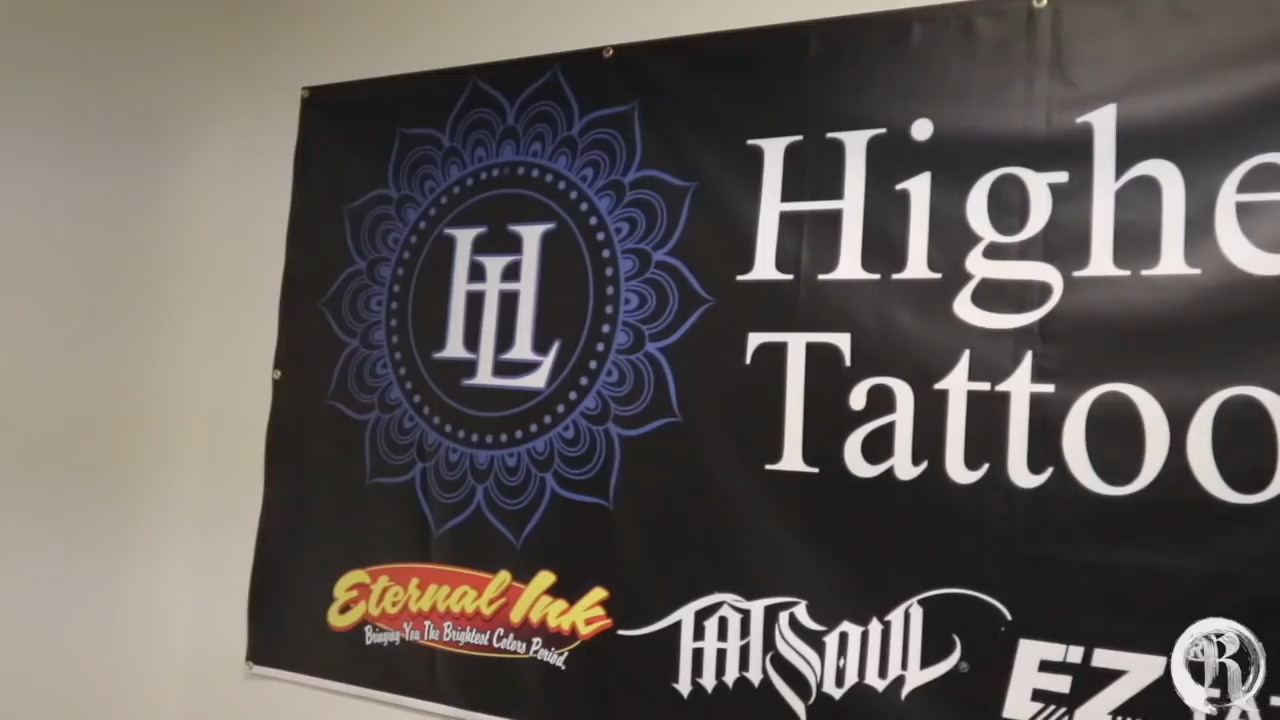 HL
Highe
Tattoo
Eternal Ink
Bringing You The Brightest Colors Period.
TATSOUL
EZ
R